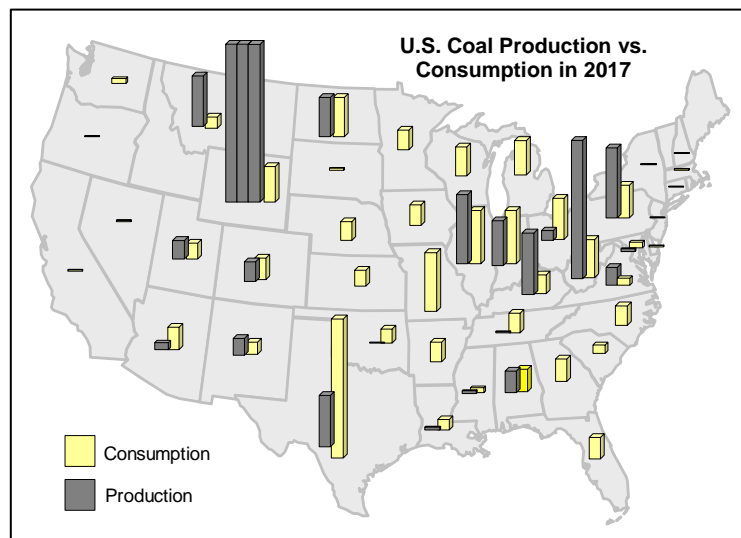 U.S. Coal Production vs.
Consumption in 2017
Consumption
Production